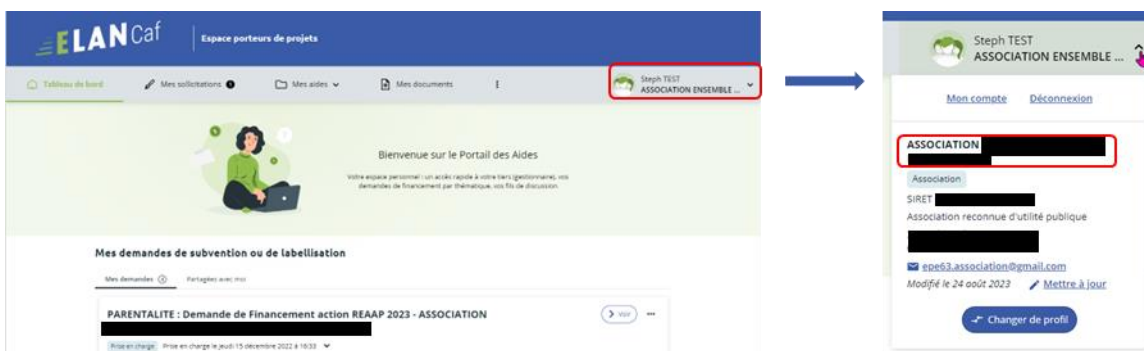 ELANCaf
Espace porteurs de projets
Tableau de bord
Mes sollicitations
Mes aides
Mes documents
Steph TEST
ASSOCIATION ENSEMBLE ...
Bienvenue sur le Portail des Aides
Votre espace personnel : un accès rapide à votre tiers (gestionnaire), vos
demandes de financement par thématique, vos fils de discussion.
Mes demandes de subvention ou de labellisation
Mes demandes
Partagées avec moi
PARENTALITE : Demande de Financement action REAAP 2023 - ASSOCIATION
Voir
Prise en charge Prise en charge le jeudi 15 décembre 2022 à 16:33
Steph TEST
ASSOCIATION ENSEMBLE ...
Mon compte
Déconnexion
ASSOCIATION
Association
SIRET
Association reconnue d'utilité publique
epe63.association@gmail.com
Modifié le 24 août 2023 Mettre à jour
Changer de profil